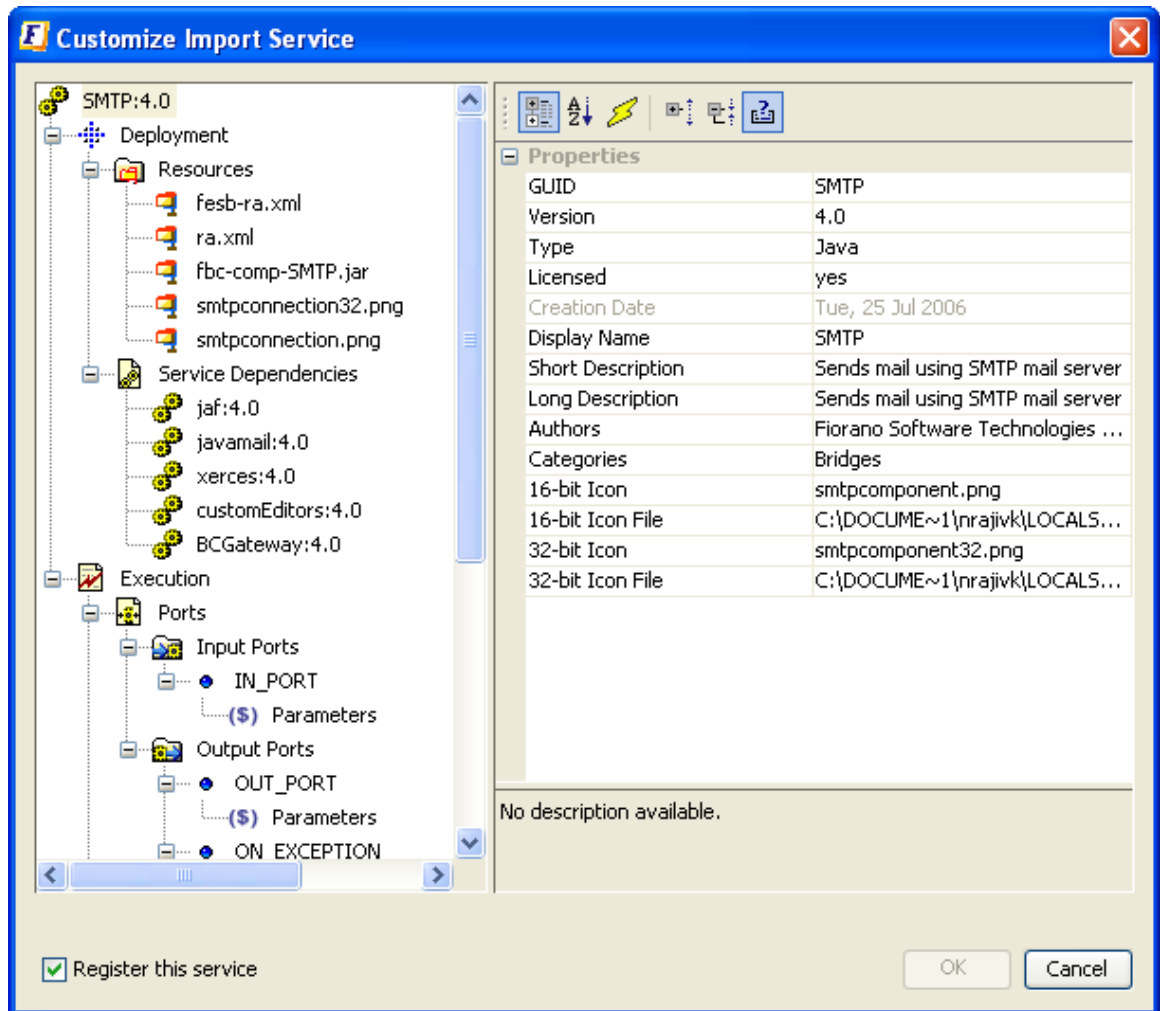 Customize Import Service
SMTP:4.0
Deployment
Resources
fesb-ra.xml
ra.xml
fbc-comp-SMTP.jar
smtpconnection32.png
smtpconnection.png
Service Dependencies
jaf:4.0
javamail:4.0
xerces:4.0
customEditors:4.0
BCGateway:4.0
Execution
Ports
Input Ports
IN_PORT
($) Parameters
Output Ports
OUT_PORT
($) Parameters
ON_EXCEPTION
Properties
GUID SMTP
Version 4.0
Type Java
Licensed yes
Creation Date Tue, 25 Jul 2006
Display Name SMTP
Short Description Sends mail using SMTP mail server
Long Description Sends mail using SMTP mail server
Authors Fiorano Software Technologies ...
Categories Bridges
16-bit Icon smtpcomponent.png
16-bit Icon File C:\DOCUME~1\nrajivk\LOCALS...
32-bit Icon smtpcomponent32.png
32-bit Icon File C:\DOCUME~1\nrajivk\LOCALS...
No description available.
Register this service
OK
Cancel